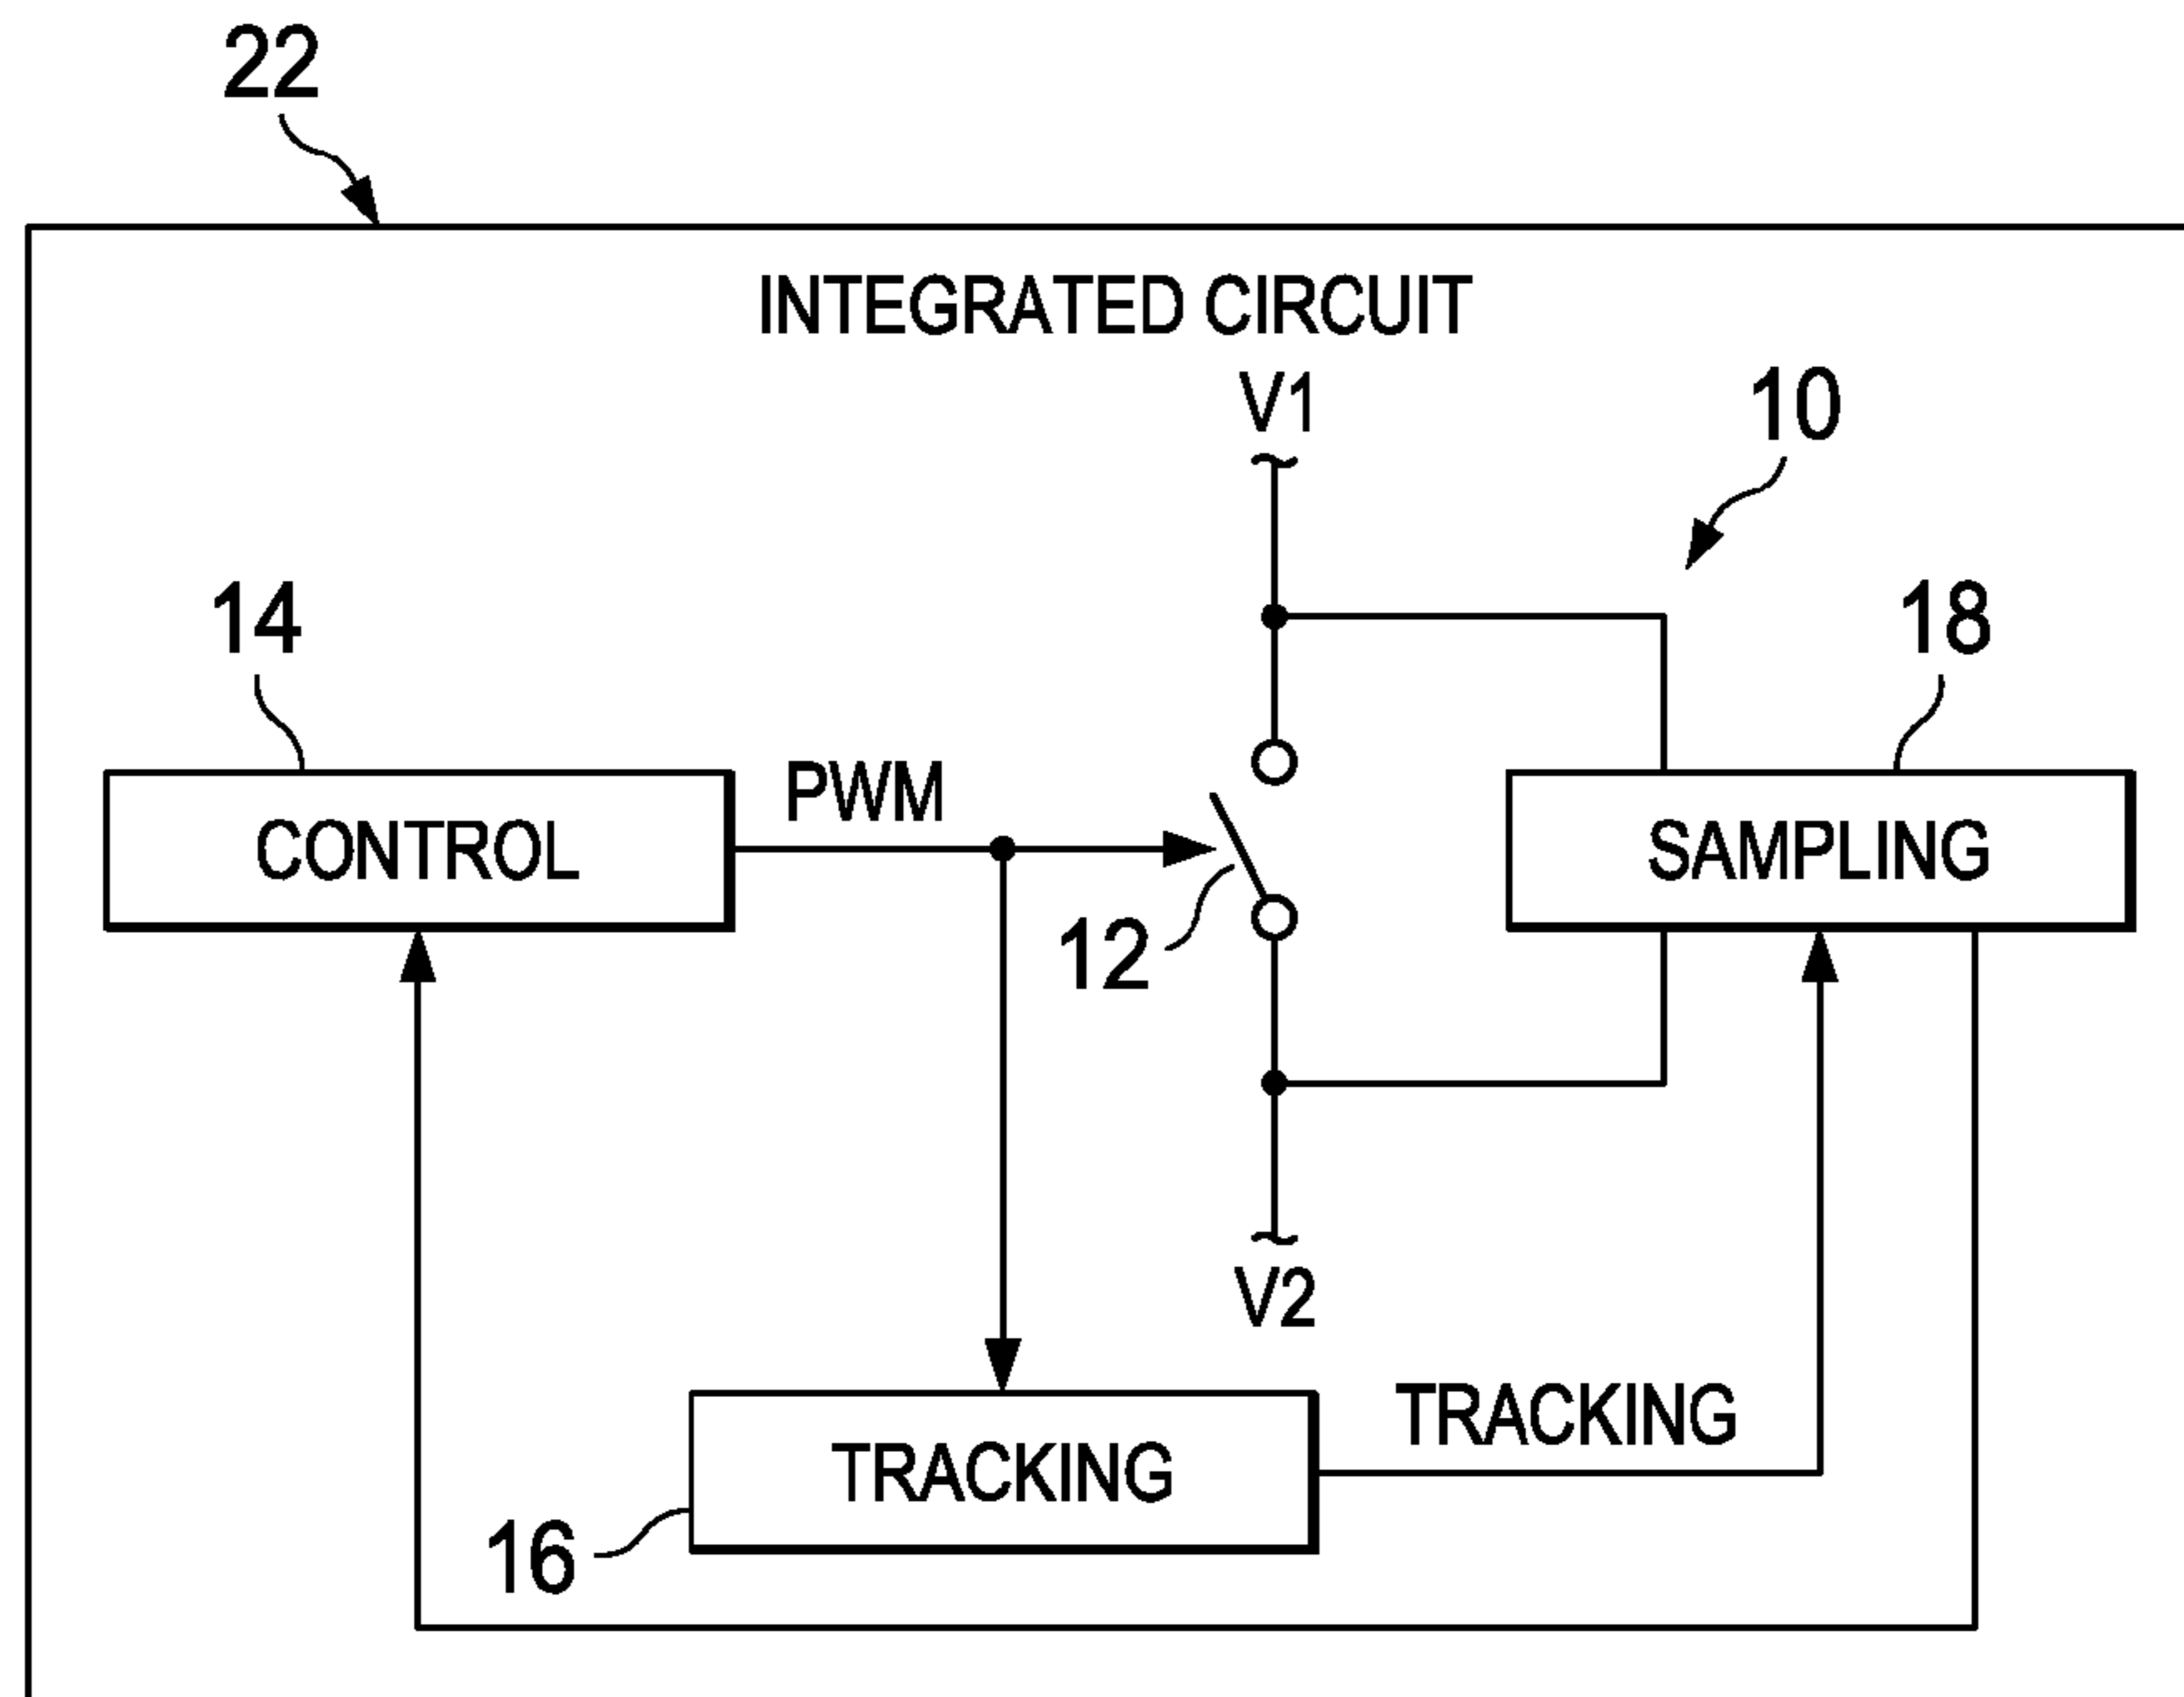 22
INTEGRATED CIRCUIT
V1
10
14
18
PWM
CONTROL
SAMPLING
12
V2
TRACKING
TRACKING
16